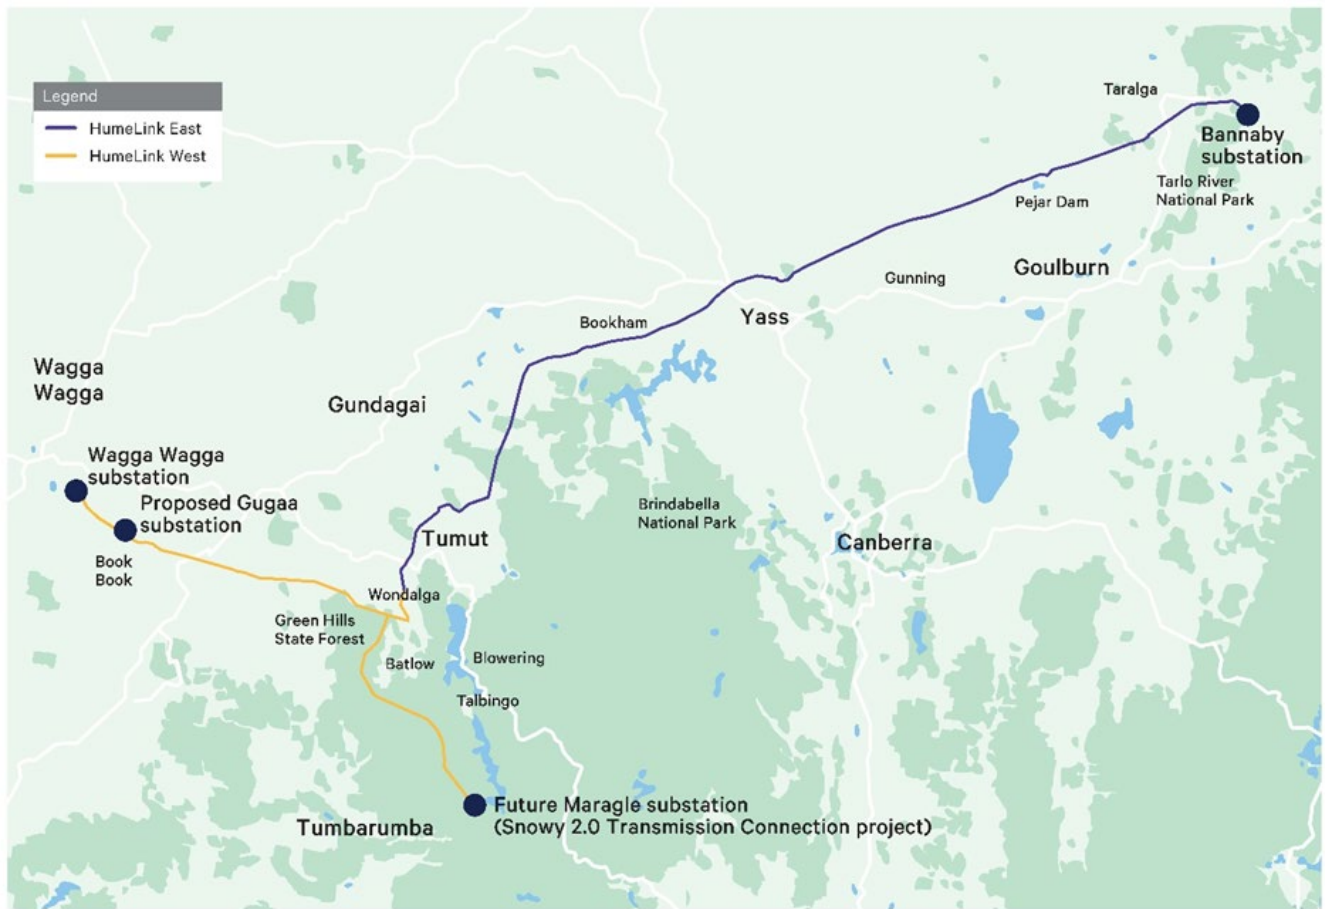 Legend
HumeLink East
HumeLink West
Taralga
Bannaby
substation
Tarlo River
National Park
Pejar Dam
Goulburn
Gunning
Yass
Bookham
Wagga
Wagga
Gundagai
Wagga Wagga
substation
Proposed Gugaa
substation
Book
Book
Brindabella
National Park
Tumut
Canberra
Wondalga
Green Hills
State Forest
Batlow
Blowering
Talbingo
Future Maragle substation
(Snowy 2.0 Transmission Connection project)
Tumbarumba